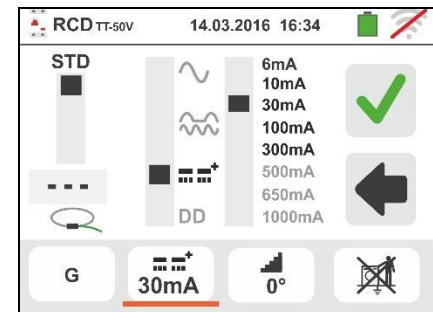 RCD TT-50V 14.03.2016 16:34
STD
6mA
10mA
30mA
100mA
300mA
500mA
650mA
DD 1000mA
- - -
G
30mA
0°